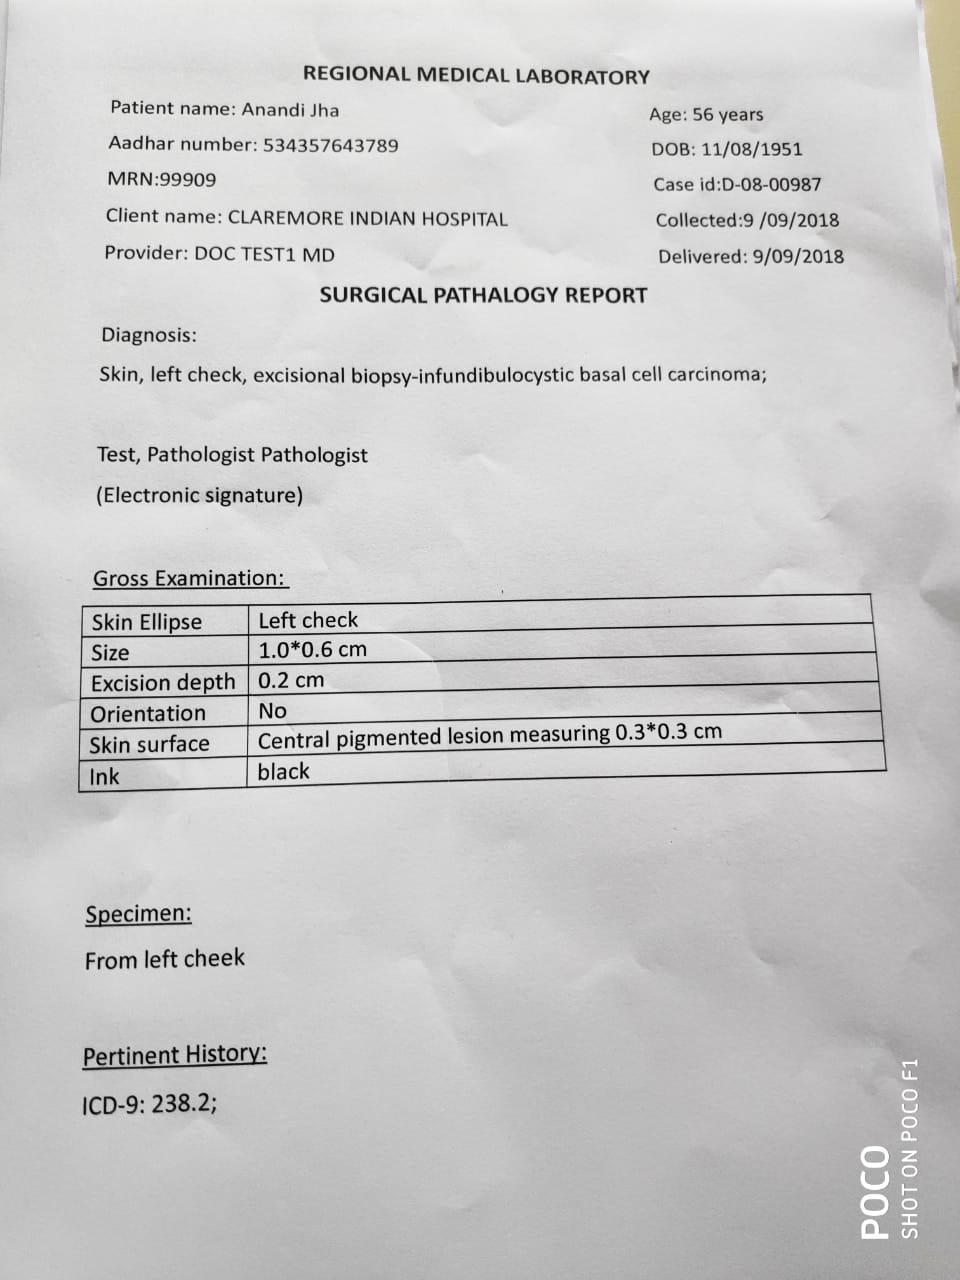 REGIONAL MEDICAL LABORATORY
Patient name: Anandi Jha
Age: 56 years
Aadhar number: 534357643789
DOB: 11/08/1951
MRN:99909
Case id:D-08-00987
Client name: CLAREMORE INDIAN HOSPITAL
Collected:9 /09/2018
Provider: DOC TEST1 MD
Delivered: 9/09/2018
SURGICAL PATHALOGY REPORT
Diagnosis:
Skin, left check, excisional biopsy-infundibulocystic basal cell carcinoma;
Test, Pathologist Pathologist
(Electronic signature)
Gross Examination:
Skin Ellipse Left check
Size 1.0*0.6 cm
Excision depth 0.2 cm
Orientation No
Skin surface Central pigmented lesion measuring 0.3*0.3 cm
Ink black
Specimen:
From left cheek
Pertinent History:
ICD-9: 238.2;
POCO
SHOT ON POCO F1